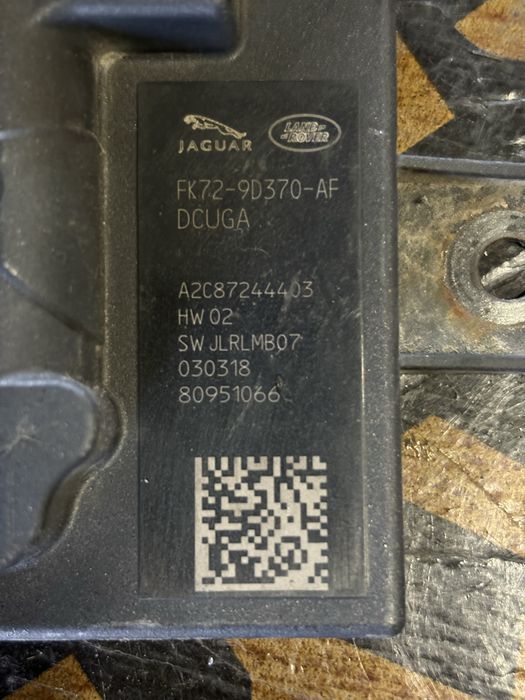 JAGUAR
LAND
ROVER
FK72-9D370-AF
DCUGA
A2C87244403
HW 02
SW JLRLMB07
030318
80951066